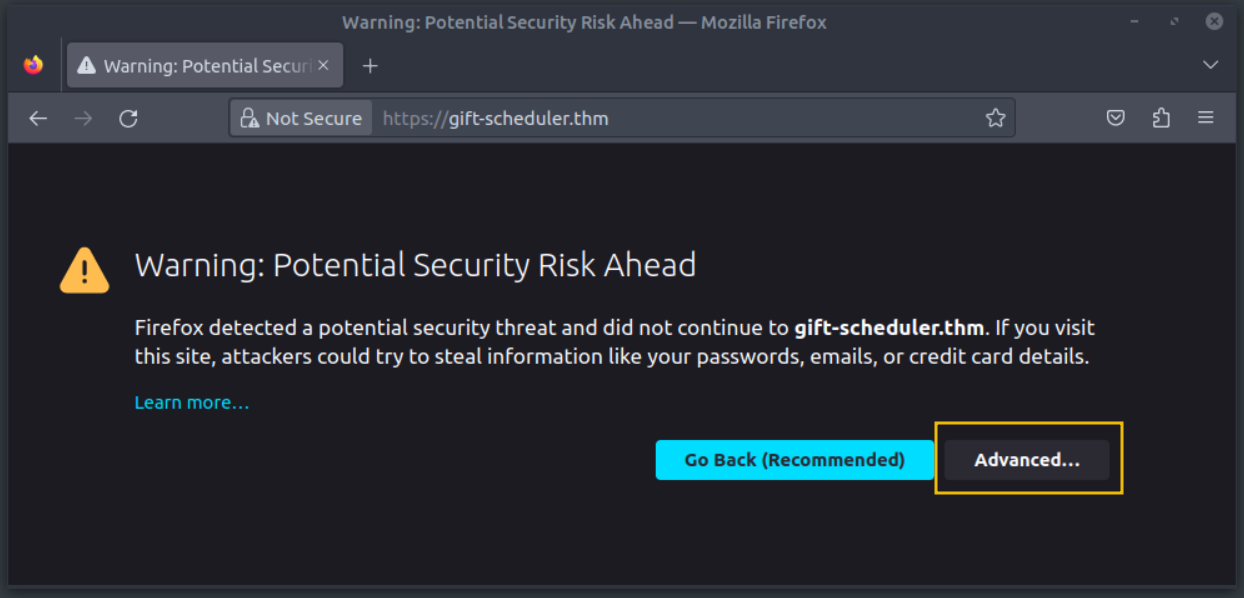 Warning: Potential Security Risk Ahead — Mozilla Firefox
Warning: Potential Securi
Not Secure https://gift-scheduler.thm
Warning: Potential Security Risk Ahead
Firefox detected a potential security threat and did not continue to gift-scheduler.thm. If you visit
this site, attackers could try to steal information like your passwords, emails, or credit card details.
Learn more…
Go Back (Recommended) Advanced...